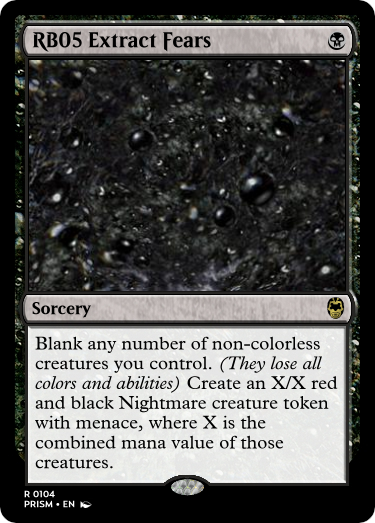 RB05 Extract Fears
Sorcery
Blank any number of non-colorless
creatures you control. (They lose all
colors and abilities) Create an X/X red
and black Nightmare creature token
with menace, where X is the
combined mana value of those
creatures.
R 0104
PRISM • EN